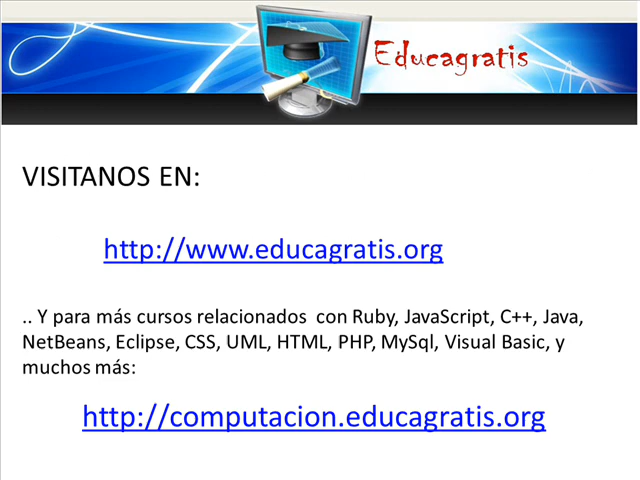 Educagratis
VISITANOS EN:
http://www.educagratis.org
.. Y para más cursos relacionados con Ruby, JavaScript, C++, Java,
NetBeans, Eclipse, CSS, UML, HTML, PHP, MySql, Visual Basic, y
muchos más:
http://computacion.educagratis.org